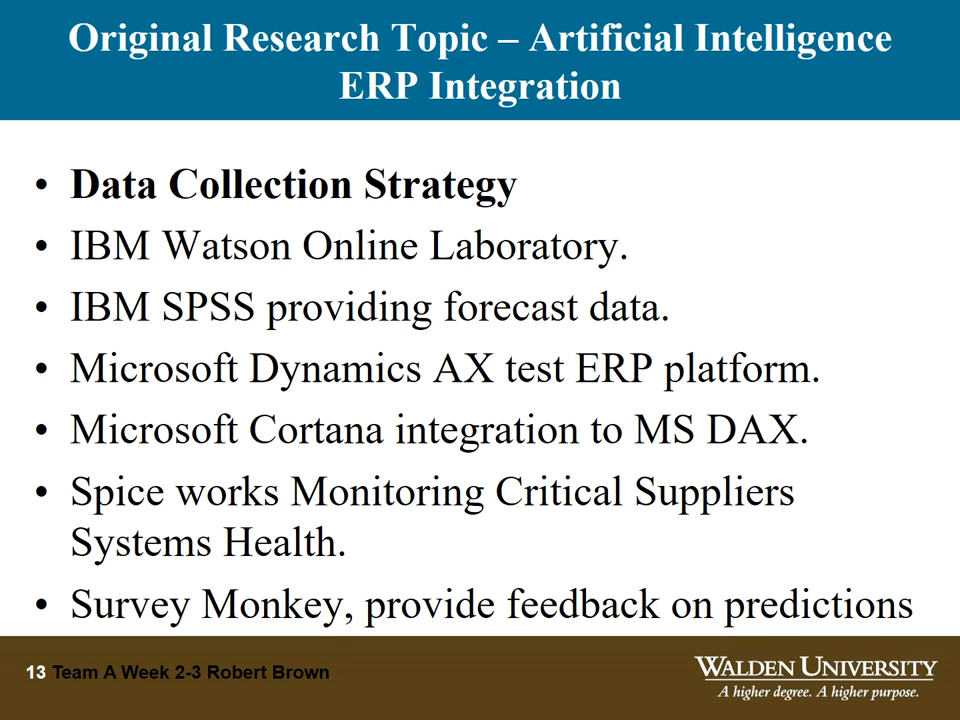 Original Research Topic – Artificial Intelligence
ERP Integration
• Data Collection Strategy
• IBM Watson Online Laboratory.
• IBM SPSS providing forecast data.
• Microsoft Dynamics AX test ERP platform.
• Microsoft Cortana integration to MS DAX.
• Spice works Monitoring Critical Suppliers
Systems Health.
• Survey Monkey, provide feedback on predictions
13 Team A Week 2-3 Robert Brown
WALDEN UNIVERSITY
A higher degree. A higher purpose.